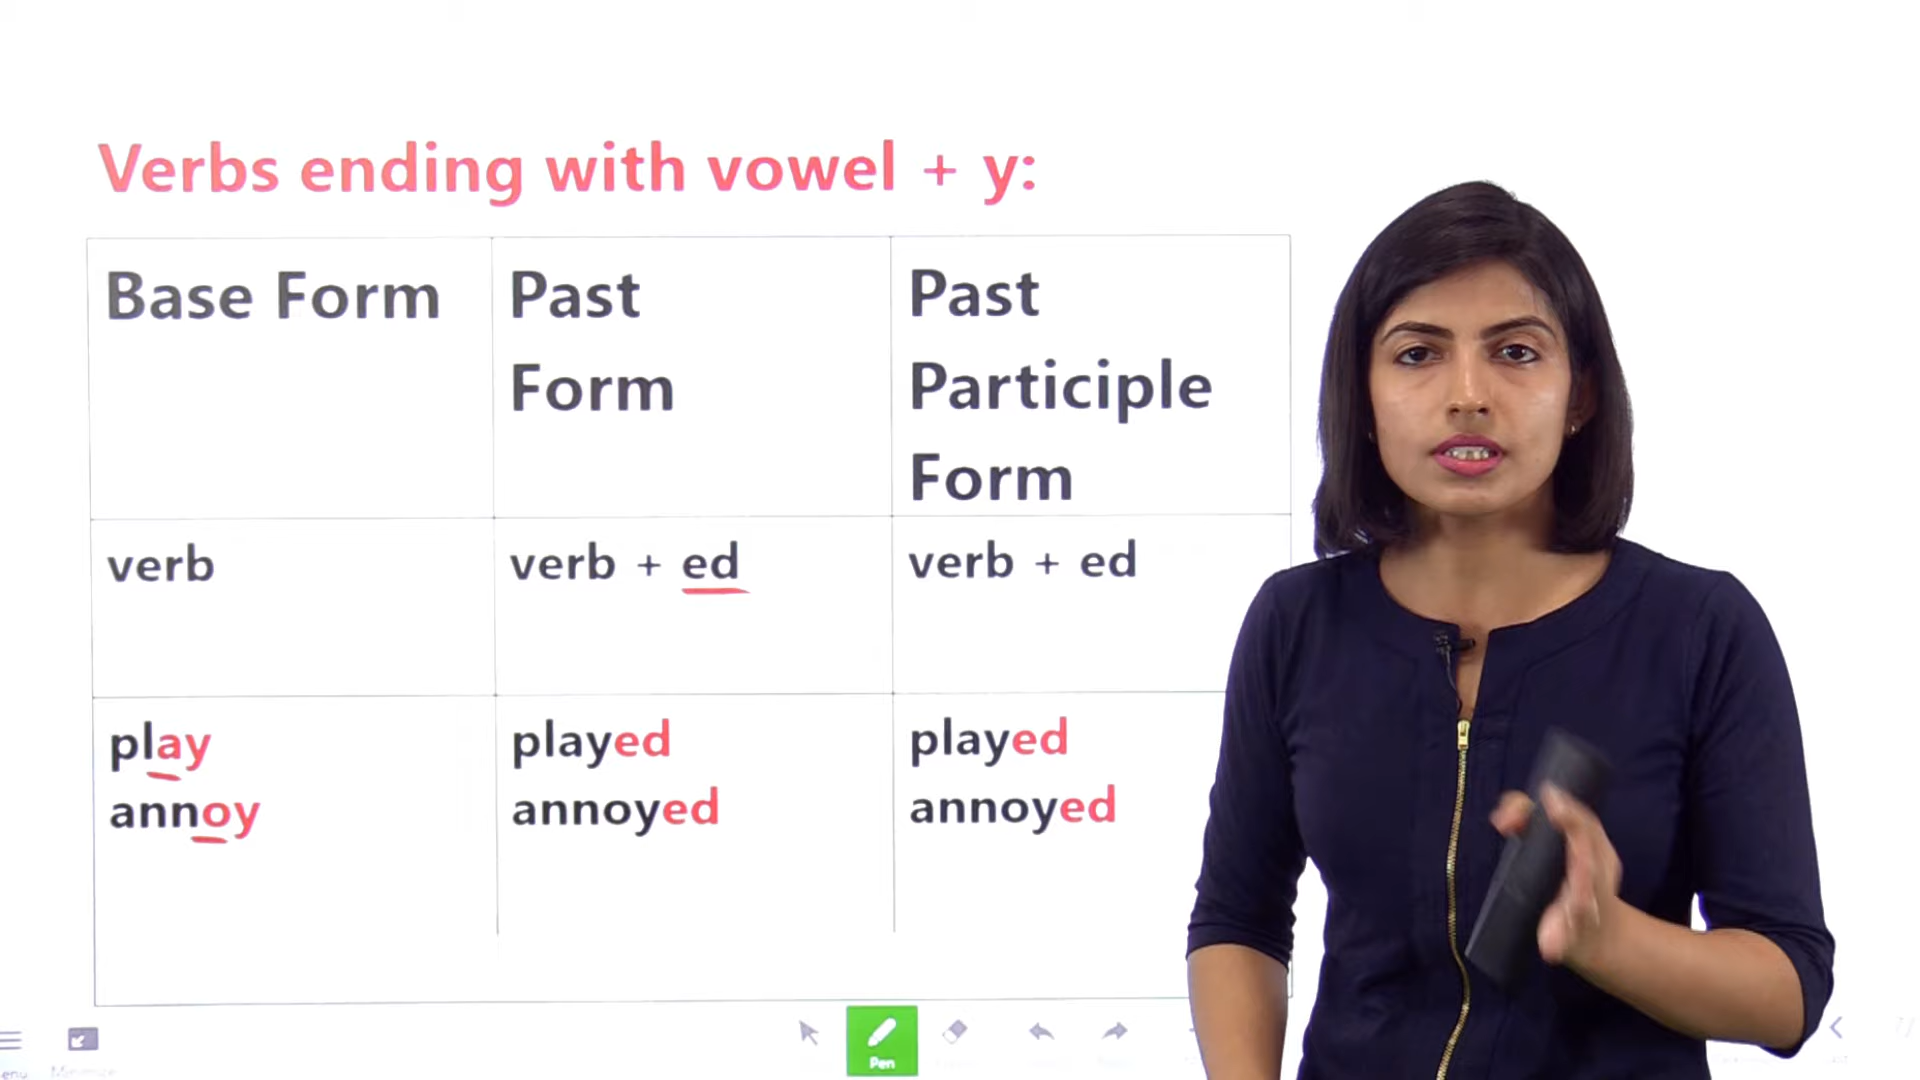 Verbs ending with vowel + y:
Base Form
Past
Form
Past
Participle
Form
verb
verb + ed
verb + ed
play
played
played
annoy
annoyed
annoyed
Minimize
Pen